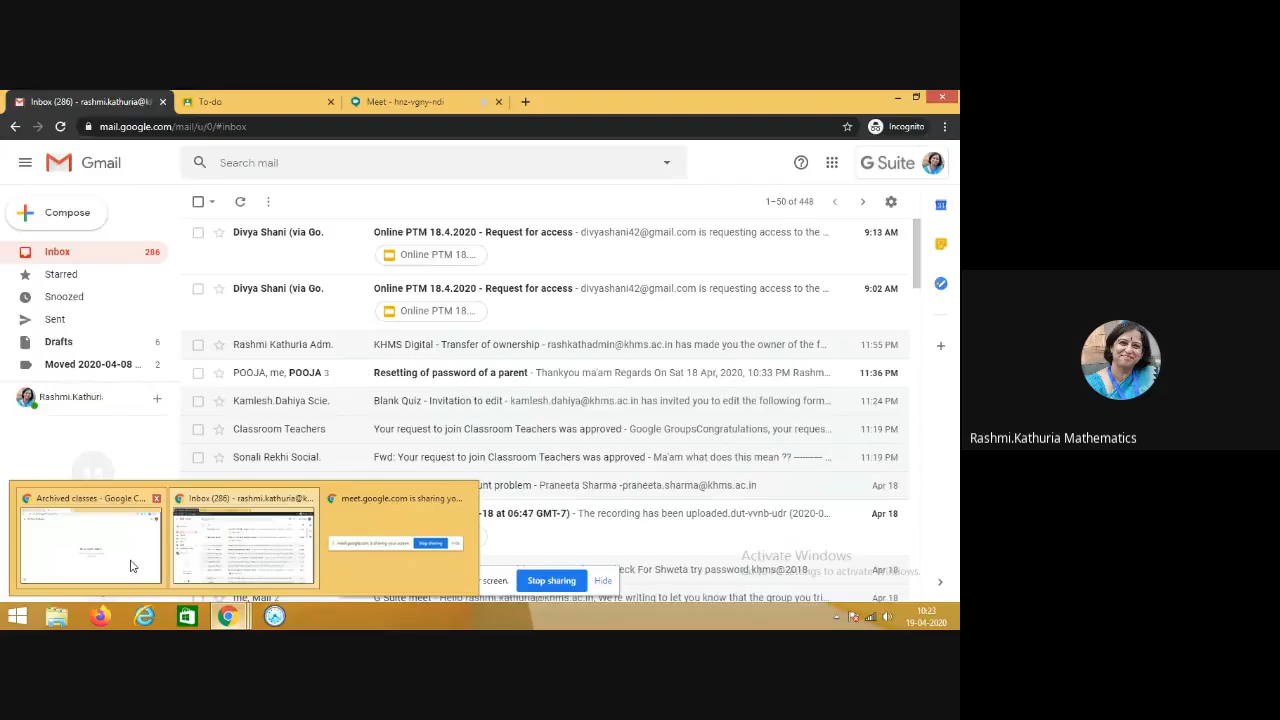 Inbox (286) - rashmi.kathuria@k
To-do
Meet - hnz-vgny-ndi
mail.google.com/mail/u/0/#inbox
Incognito
Gmail
Search mail
G Suite
Compose
1–50 of 448
Inbox 286
Starred
Snoozed
Sent
Drafts 6
Moved 2020-04-08 ... 2
Rashmi.Kathuria
Divya Shani (via Go. Online PTM 18.4.2020 - Request for access - divyashani42@gmail.com is requesting access to the ... 9:13 AM
Online PTM 18....
Divya Shani (via Go. Online PTM 18.4.2020 - Request for access - divyashani42@gmail.com is requesting access to the ... 9:02 AM
Online PTM 18....
Rashmi Kathuria Adm. KHMS Digital - Transfer of ownership - rashkathadmin@khms.ac.in has made you the owner of the f... 11:55 PM
POOJA, me, POOJA 3 Resetting of password of a parent - Thankyou ma'am Regards On Sat 18 Apr, 2020, 10:33 PM Rashm... 11:36 PM
Kamlesh.Dahiya Scie. Blank Quiz - Invitation to edit - kamlesh.dahiya@khms.ac.in has invited you to edit the following form... 11:24 PM
Classroom Teachers Your request to join Classroom Teachers was approved - Google GroupsCongratulations, your reques... 11:19 PM
Sonali Rekhi Social. Fwd: Your request to join Classroom Teachers was approved - Ma'am what does this mean ?? ---------- ... 11:19 PM
ount problem - Praneeta Sharma -praneeta.sharma@khms.ac.in Apr 18
-18 at 06:47 GMT-7) - The recording has been uploaded.dut-vvnb-udr (2020-0... Apr 18
eck For Shweta try password.khms@2018 Apr 18
me, Mail 2 G Suite meet - Hello rashmi.kathuria@khms.ac.in, We're writing to let you know that the group you tri... Apr 18
Archived classes - Google C...
Inbox (286) - rashmi.kathuria@k...
meet.google.com is sharing yo...
meet.google.com is sharing your screen. Stop sharing Hide
screen. Stop sharing Hide
Activate Windows
10:23
19-04-2020
Rashmi.Kathuria Mathematics